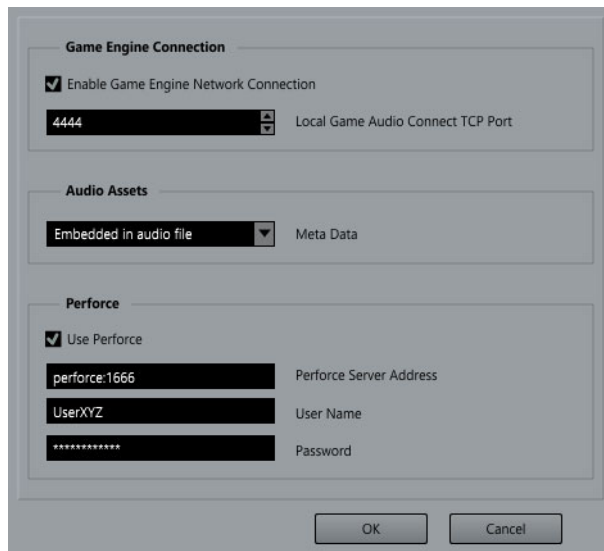 Game Engine Connection
Enable Game Engine Network Connection
4444 Local Game Audio Connect TCP Port
Audio Assets
Embedded in audio file Meta Data
Perforce
Use Perforce
perforce:1666 Perforce Server Address
UserXYZ User Name
************ Password
OK Cancel